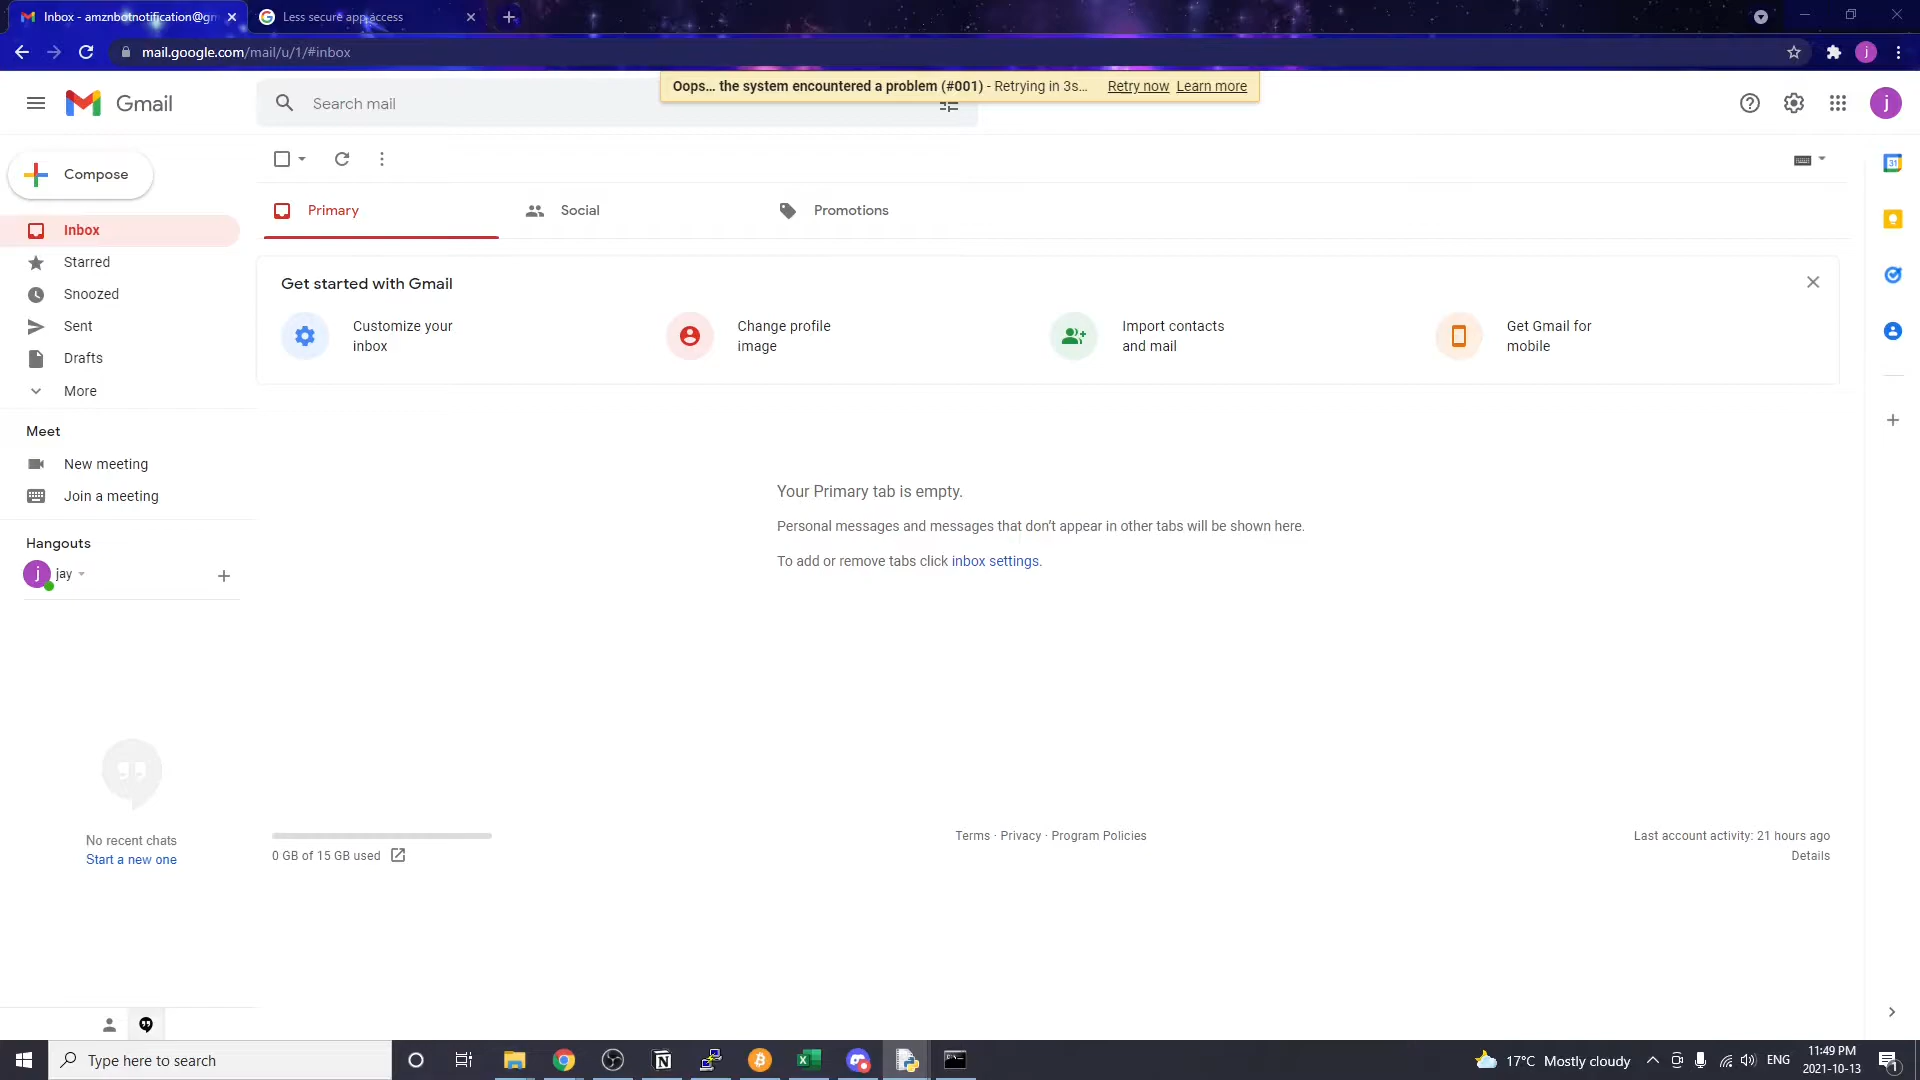 Inbox - amznbotnotification@gm
Less secure app access
mail.google.com/mail/u/1/#inbox
j
Oops... the system encountered a problem (#001) - Retrying in 3s... Retry now Learn more
Gmail
Search mail
j
Compose
31
Primary
Social
Promotions
Inbox
Starred
Snoozed
Sent
Drafts
More
Get started with Gmail
Customize your
inbox
Change profile
image
Import contacts
and mail
Get Gmail for
mobile
Meet
New meeting
Join a meeting
Your Primary tab is empty.
Personal messages and messages that don't appear in other tabs will be shown here.
To add or remove tabs click inbox settings.
Hangouts
j jay
No recent chats
Start a new one
0 GB of 15 GB used
Terms · Privacy · Program Policies
Last account activity: 21 hours ago
Details
Type here to search
17°C Mostly cloudy
ENG
11:49 PM
2021-10-13
1